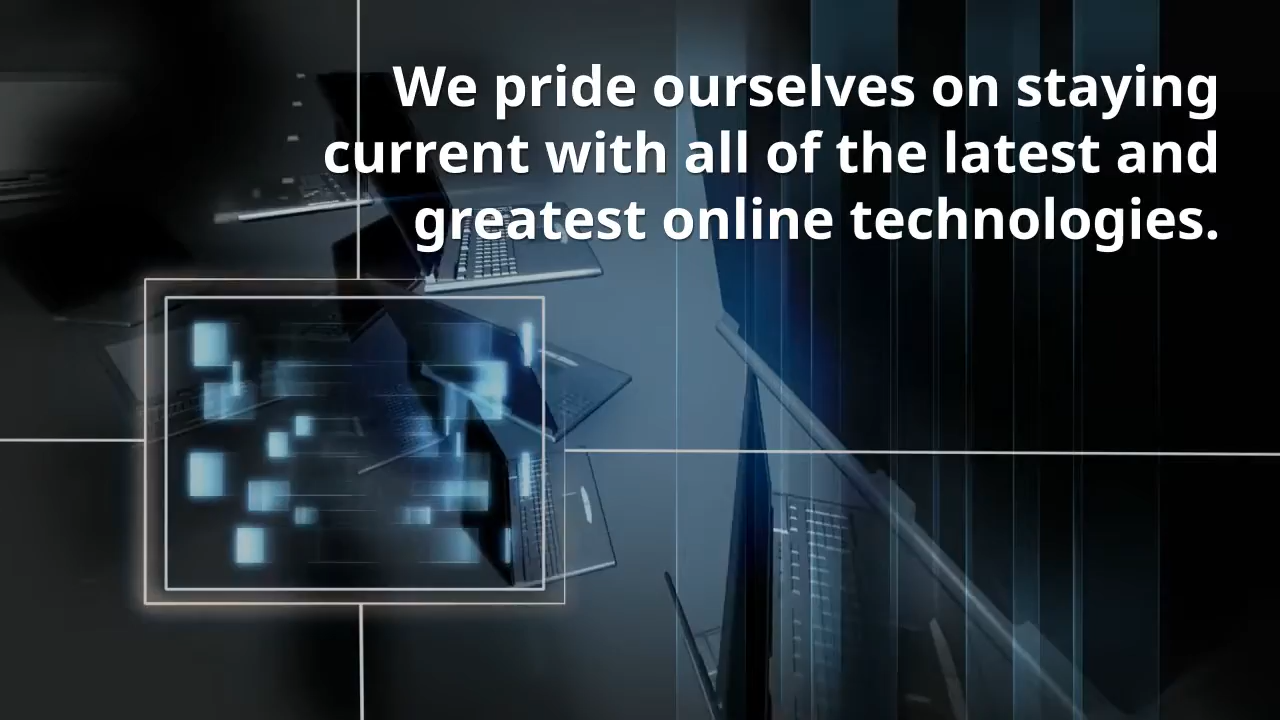 We pride ourselves on staying
current with all of the latest and
greatest online technologies.